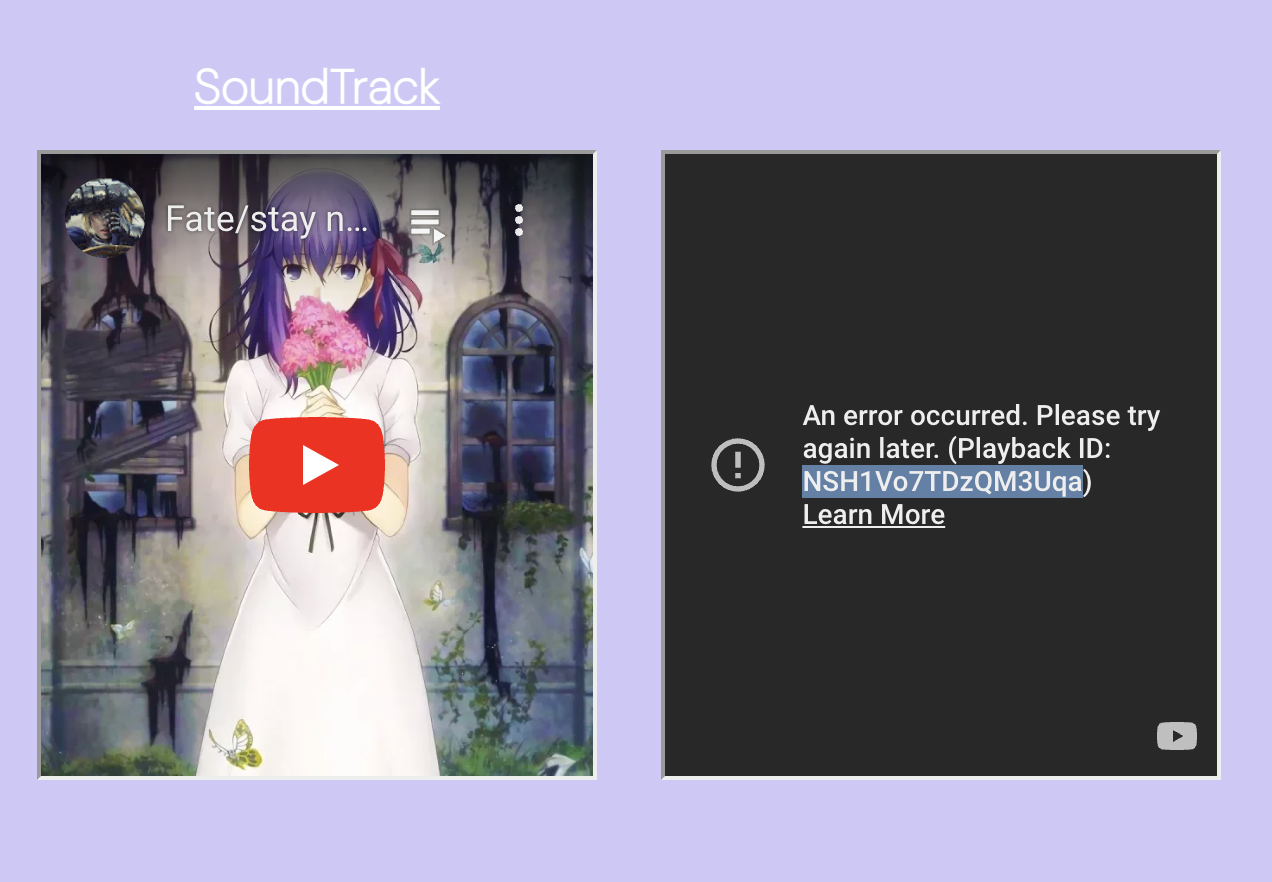 SoundTrack
Fate/stay n...
An error occurred. Please try
again later. (Playback ID:
NSH1Vo7TDzQM3Uqa)
Learn More